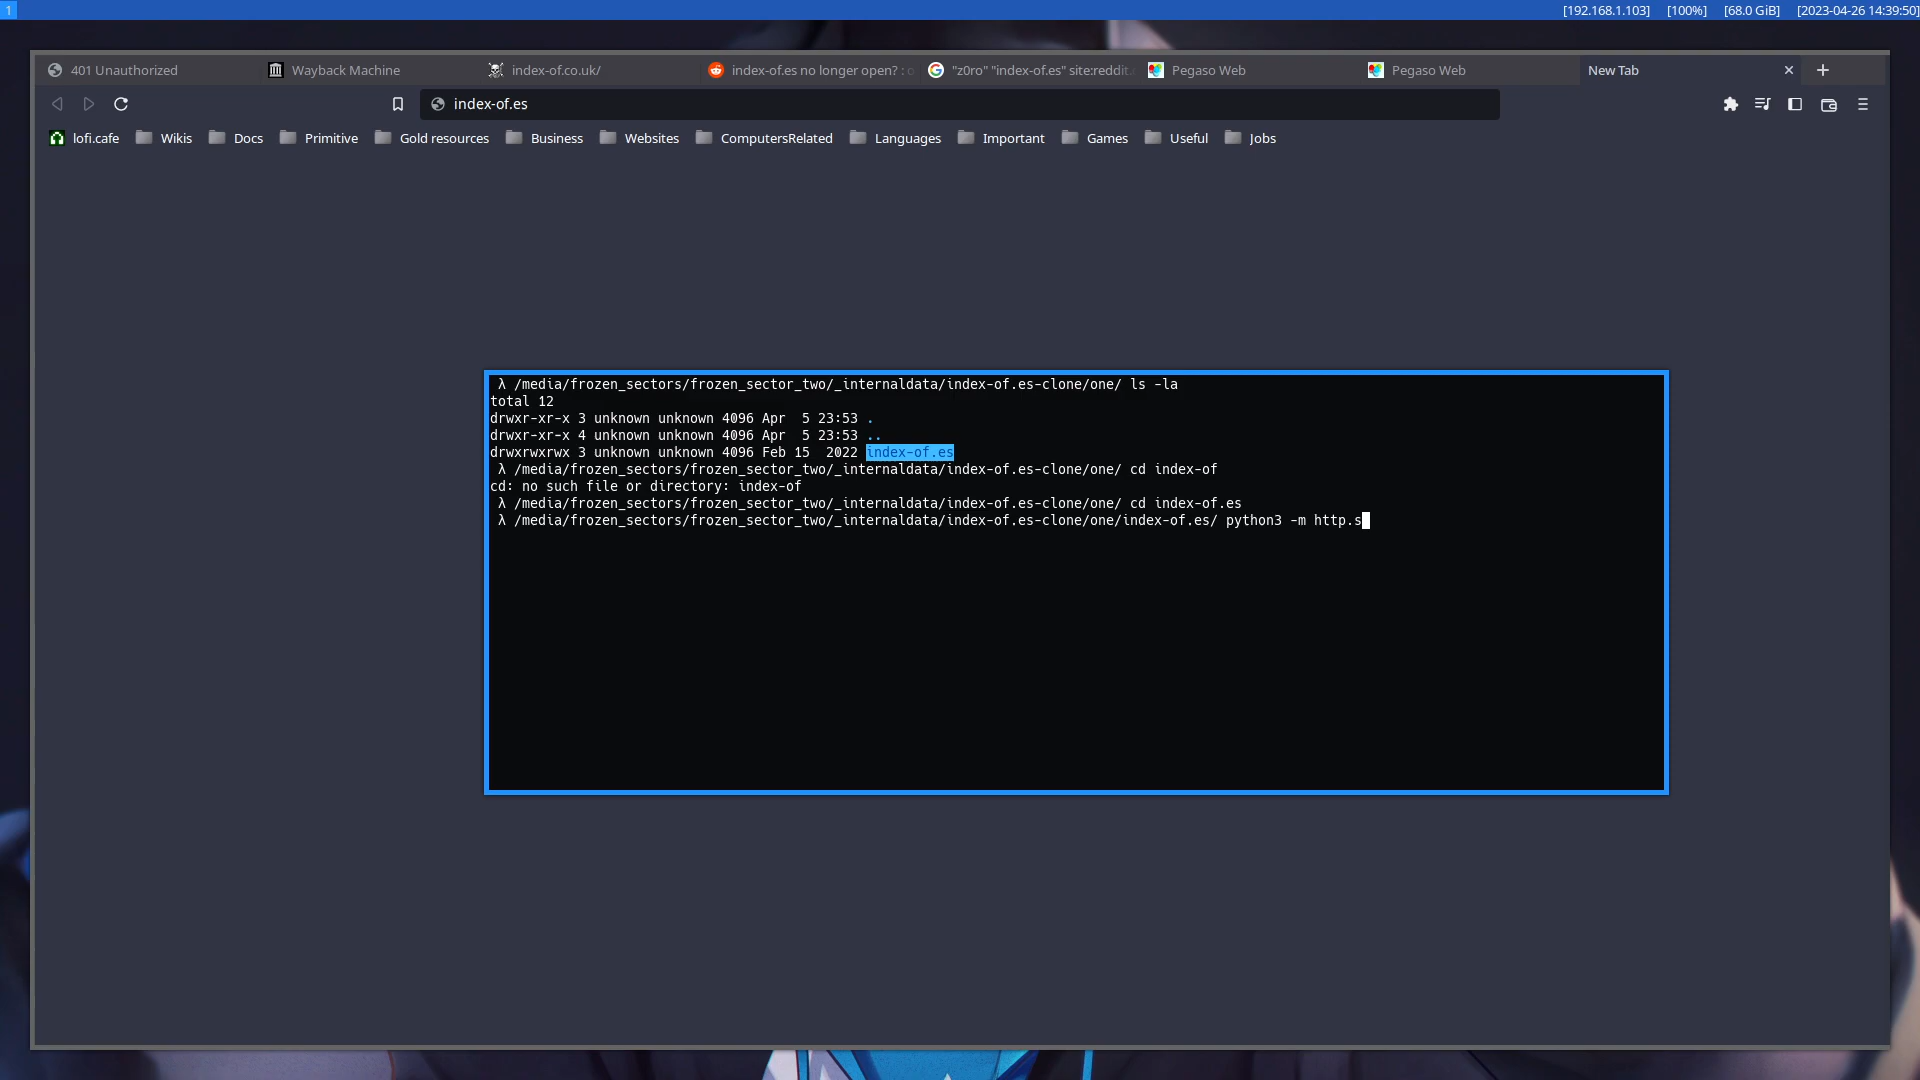 1
[192.168.1.103] [100%] [68.0 GiB] [2023-04-26 14:39:50]
401 Unauthorized Wayback Machine index-of.co.uk/ index-of.es no longer open? : "z0ro" "index-of.es" site:reddit. Pegaso Web Pegaso Web New Tab
index-of.es
lofi.cafe Wikis Docs Primitive Gold resources Business Websites ComputersRelated Languages Important Games Useful Jobs
λ /media/frozen_sectors/frozen_sector_two/_internaldata/index-of.es-clone/one/ ls -la
total 12
drwxr-xr-x 3 unknown unknown 4096 Apr  5 23:53 .
drwxr-xr-x 4 unknown unknown 4096 Apr  5 23:53 ..
drwxrwxrwx 3 unknown unknown 4096 Feb 15  2022 index-of.es
λ /media/frozen_sectors/frozen_sector_two/_internaldata/index-of.es-clone/one/ cd index-of
cd: no such file or directory: index-of
λ /media/frozen_sectors/frozen_sector_two/_internaldata/index-of.es-clone/one/ cd index-of.es
λ /media/frozen_sectors/frozen_sector_two/_internaldata/index-of.es-clone/one/index-of.es/ python3 -m http.s